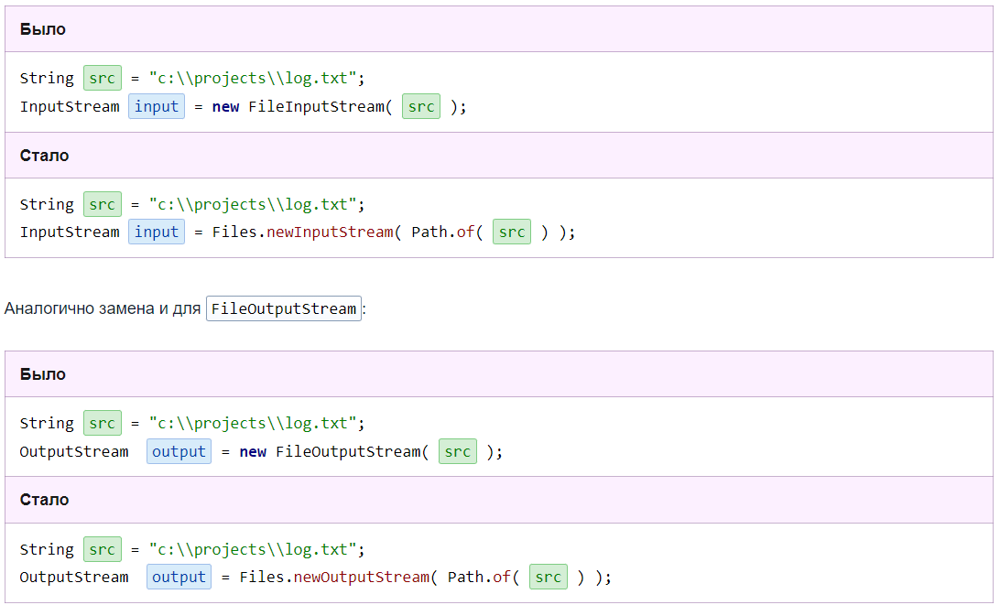 Было
String src = "c:\\projects\\log.txt";
InputStream input = new FileInputStream( src );
Стало
String src = "c:\\projects\\log.txt";
InputStream input = Files.newInputStream( Path.of( src ) );
Аналогично замена и для FileOutputStream:
Было
String src = "c:\\projects\\log.txt";
OutputStream output = new FileOutputStream( src );
Стало
String src = "c:\\projects\\log.txt";
OutputStream output = Files.newOutputStream( Path.of( src ) );